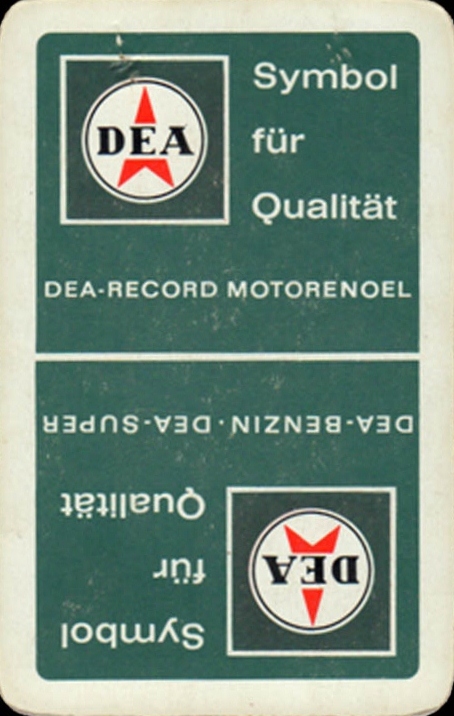 DEA
Symbol
für
Qualität
DEA-RECORD MOTORENOEL
DEA-BENZIN · DEA-SUPER
DEA
Symbol
für
Qualität